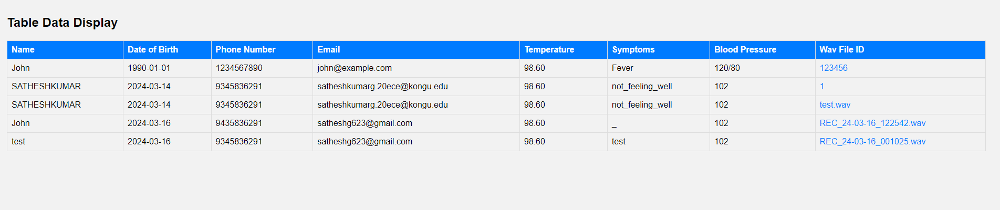 Table Data Display
Name Date of Birth Phone Number Email Temperature Symptoms Blood Pressure Wav File ID
John 1990-01-01 1234567890 john@example.com 98.60 Fever 120/80 123456
SATHESHKUMAR 2024-03-14 9345836291 satheshkumarg.20ece@kongu.edu 98.60 not_feeling_well 102 1
SATHESHKUMAR 2024-03-14 9345836291 satheshkumarg.20ece@kongu.edu 98.60 not_feeling_well 102 test.wav
John 2024-03-16 9435836291 satheshg623@gmail.com 98.60 _ 102 REC_24-03-16_122542.wav
test 2024-03-16 9345836291 satheshg623@gmail.com 98.60 test 102 REC_24-03-16_001025.wav